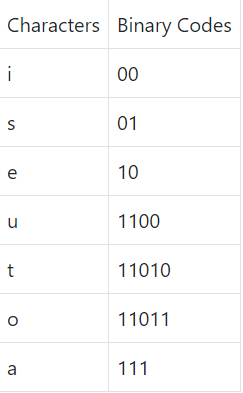 Characters Binary Codes
i 00
s 01
e 10
u 1100
t 11010
o 11011
a 111